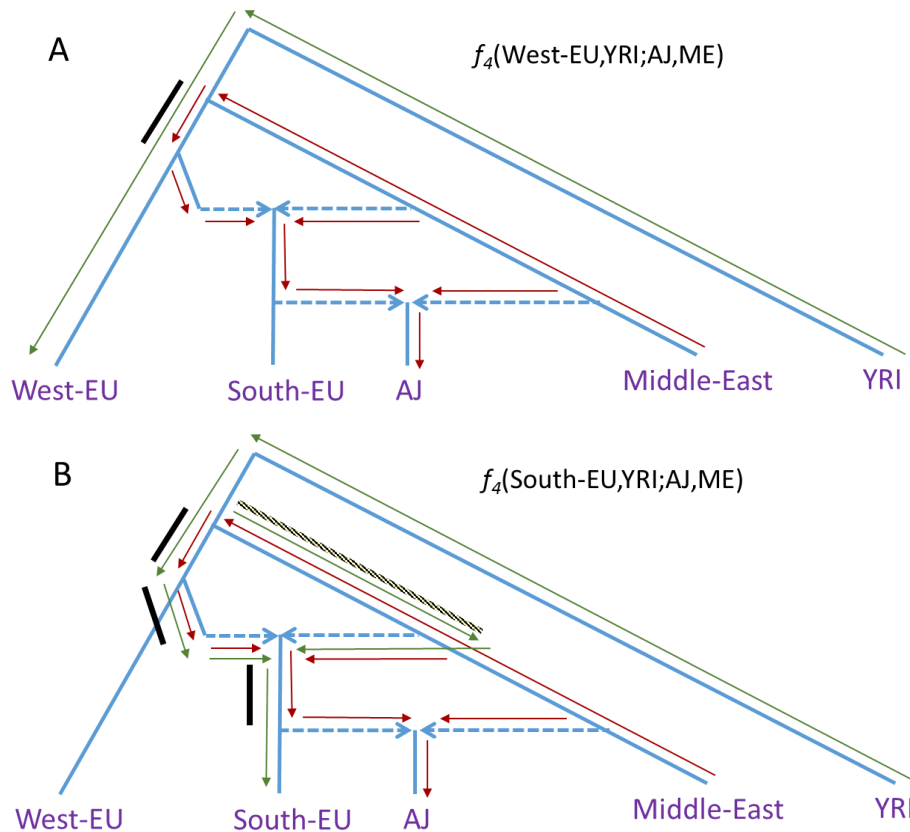 A
f4(West-EU,YRI;AJ,ME)
West-EU South-EU AJ Middle-East YRI
B
f4(South-EU,YRI;AJ,ME)
West-EU South-EU AJ Middle-East YRI